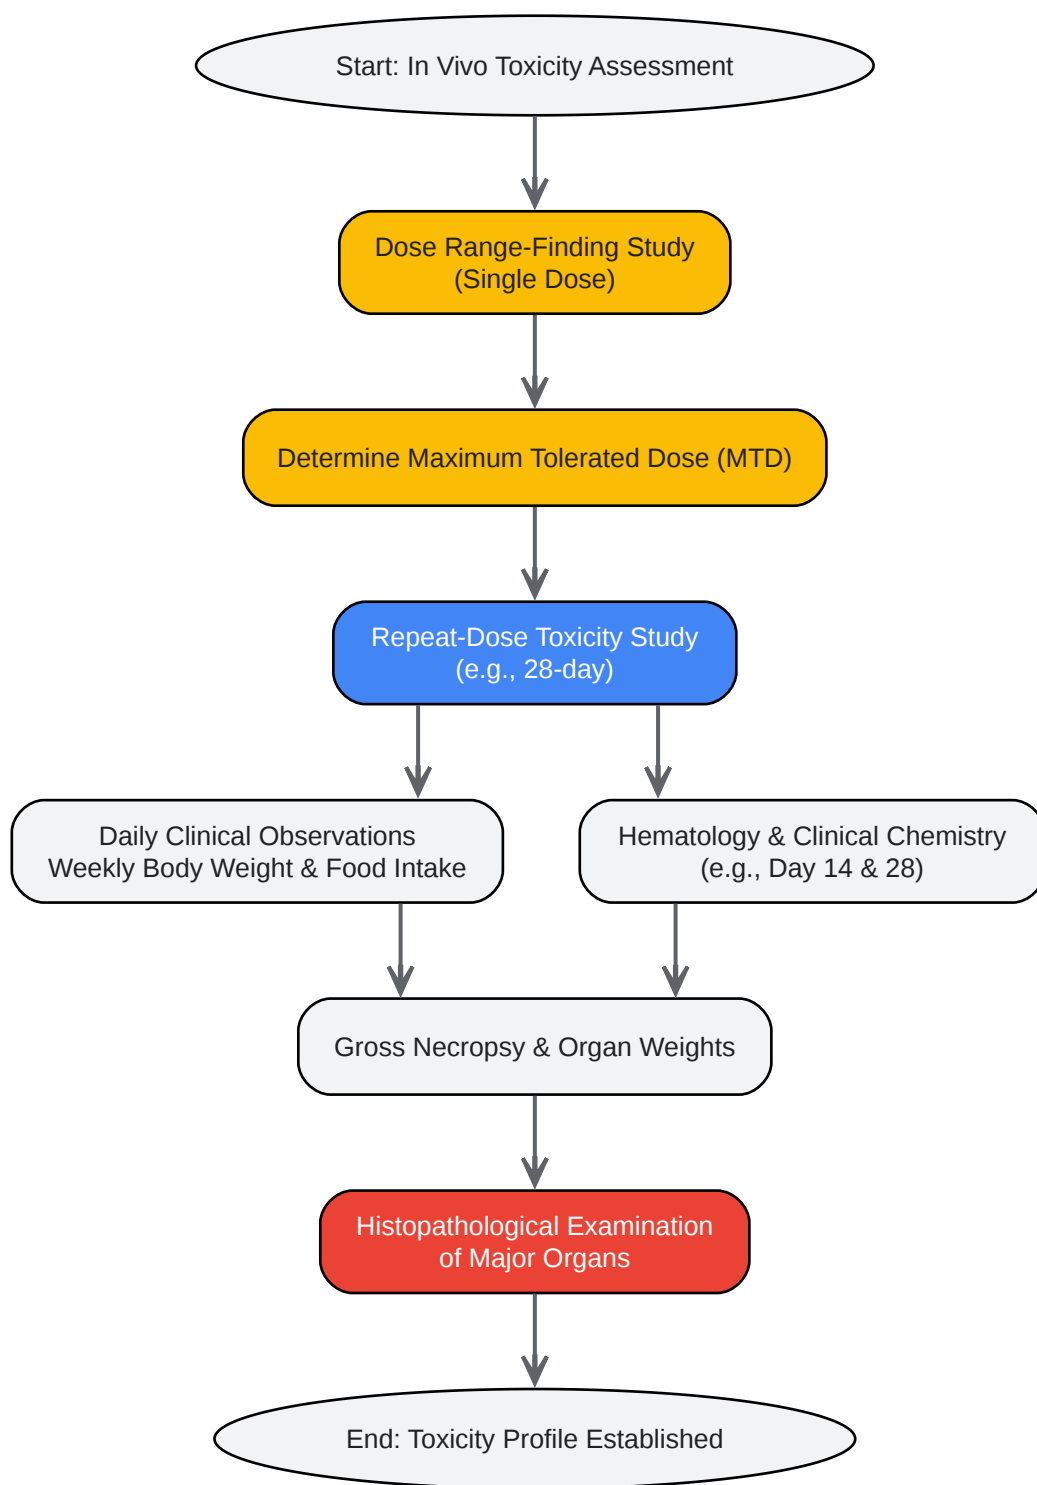 Start: In Vivo Toxicity Assessment
Dose Range-Finding Study
(Single Dose)
Determine Maximum Tolerated Dose (MTD)
Repeat-Dose Toxicity Study
(e.g., 28-day)
Daily Clinical Observations
Weekly Body Weight & Food Intake
Hematology & Clinical Chemistry
(e.g., Day 14 & 28)
Gross Necropsy & Organ Weights
Histopathological Examination
of Major Organs
End: Toxicity Profile Established